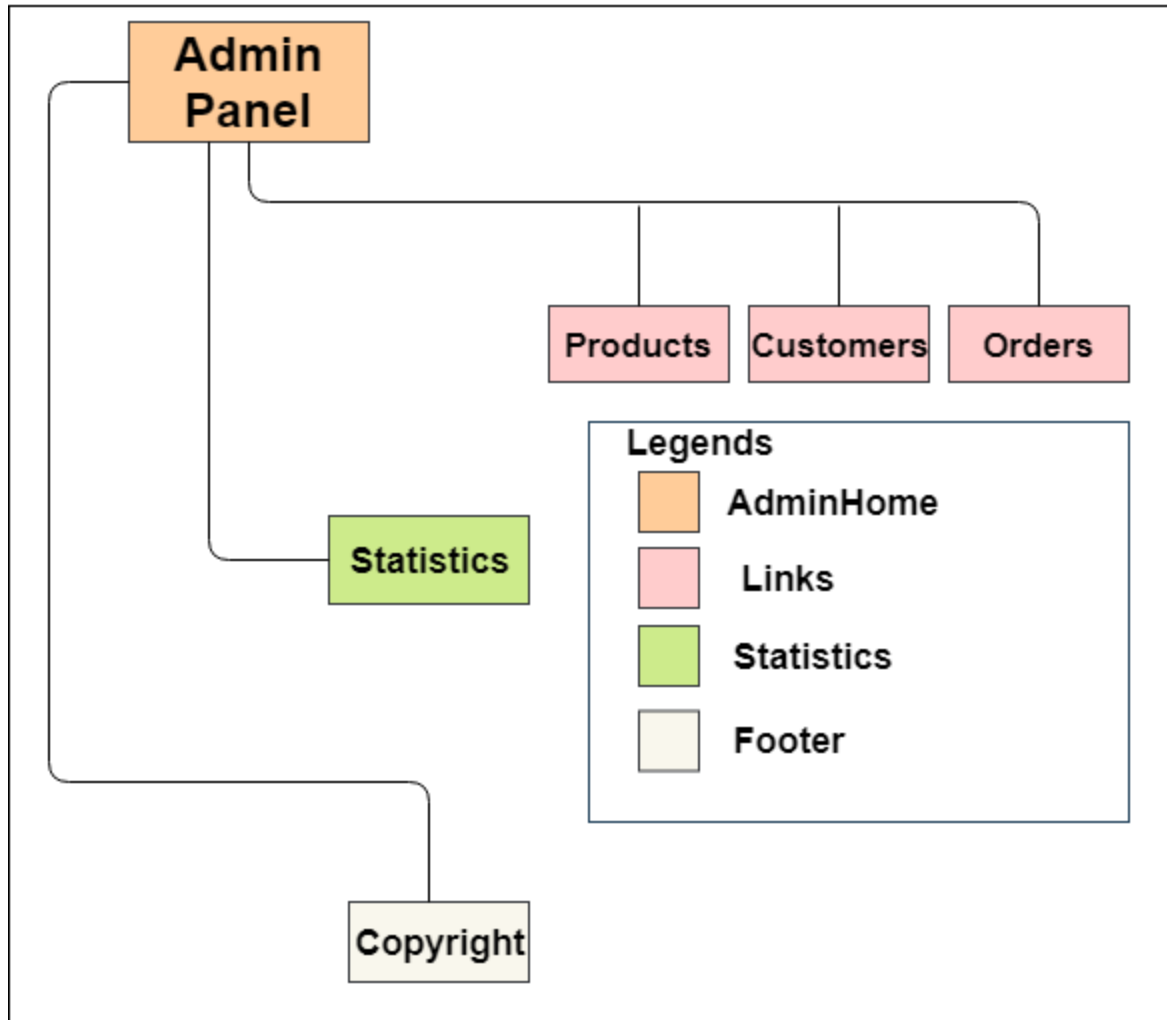 Admin
Panel
Products
Customers
Orders
Legends
AdminHome
Links
Statistics
Statistics
Footer
Copyright